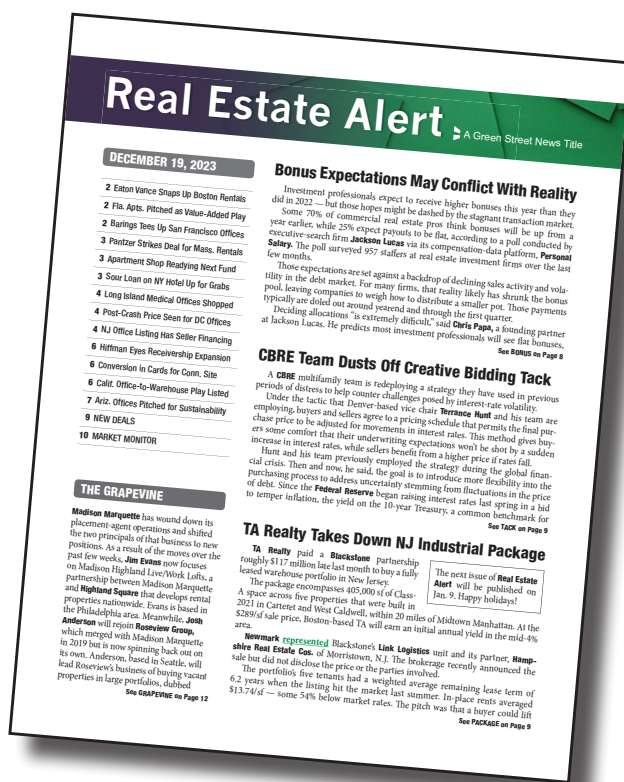 Real Estate Alert
A Green Street News Title
DECEMBER 19, 2023
2 Eaton Vance Snaps Up Boston Rentals
2 Fla. Apts. Pitched as Value-Added Play
2 Barings Tees Up San Francisco Offices
3 Pantzer Strikes Deal for Mass. Rentals
3 Apartment Shop Readying Next Fund
3 Sour Loan on NY Hotel Up for Grabs
4 Long Island Medical Offices Shopped
4 Post-Crash Price Seen for DC Offices
4 NJ Office Listing Has Seller Financing
6 Hiffman Eyes Receivership Expansion
6 Conversion in Cards for Conn. Site
6 Calif. Office-to-Warehouse Play Listed
7 Ariz. Offices Pitched for Sustainability
9 NEW DEALS
10 MARKET MONITOR
THE GRAPEVINE
Madison Marquette has wound down its
placement-agent operations and shifted
the two principals of that business to new
positions. As a result of the moves over the
past few weeks, Jim Evans now focuses
on Madison Highland Live/Work Lofts, a
partnership between Madison Marquette
and Highland Square that develops rental
properties nationwide. Evans is based in
the Philadelphia area. Meanwhile, Josh
Anderson will rejoin Roseview Group,
which merged with Madison Marquette
in 2019 but is now spinning back out on
its own. Anderson, based in Seattle, will
lead Roseview's business of buying vacant
properties in large portfolios, dubbed
See GRAPEVINE on Page 12
Bonus Expectations May Conflict With Reality
Investment professionals expect to receive higher bonuses this year than they
did in 2022 — but those hopes might be dashed by the stagnant transaction market.
Some 70% of commercial real estate pros think bonuses will be up from a
year earlier, while 25% expect payouts to be flat, according to a poll conducted by
executive-search firm Jackson Lucas via its compensation-data platform, Personal
Salary. The poll surveyed 957 staffers at real estate investment firms over the last
few months.
Those expectations are set against a backdrop of declining sales activity and vola-
tility in the debt market. For many firms, that reality likely has shrunk the bonus
pool, leaving companies to weigh how to distribute a smaller pot. Those payments
typically are doled out around yearend and through the first quarter.
Deciding allocations "is extremely difficult," said Chris Papa, a founding partner
at Jackson Lucas. He predicts most investment professionals will see flat bonuses,
See BONUS on Page 8
CBRE Team Dusts Off Creative Bidding Tack
A CBRE multifamily team is redeploying a strategy they have used in previous
periods of distress to help counter challenges posed by interest-rate volatility.
Under the tactic that Denver-based vice chair Terrance Hunt and his team are
employing, buyers and sellers agree to a pricing schedule that permits the final pur-
chase price to be adjusted for movements in interest rates. This method gives buy-
ers some comfort that their underwriting expectations won't be shot by a sudden
increase in interest rates, while sellers benefit from a higher price if rates fall.
Hunt and his team previously employed the strategy during the global finan-
cial crisis. Then and now, he said, the goal is to introduce more flexibility into the
purchasing process to address uncertainty stemming from fluctuations in the price
of debt. Since the Federal Reserve began raising interest rates last spring in a bid
to temper inflation, the yield on the 10-year Treasury, a common benchmark for
See TACK on Page 9
TA Realty Takes Down NJ Industrial Package
TA Realty paid a Blackstone partnership
roughly $117 million late last month to buy a fully
leased warehouse portfolio in New Jersey.
The package encompasses 405,000 sf of Class-
A space across five properties that were built in
2021 in Carteret and West Caldwell, within 20 miles of Midtown Manhattan. At the
$289/sf sale price, Boston-based TA will earn an initial annual yield in the mid-4%
area.
The next issue of Real Estate
Alert will be published on
Jan. 9. Happy holidays!
Newmark represented Blackstone's Link Logistics unit and its partner, Hamp-
shire Real Estate Cos. of Morristown, N.J. The brokerage recently announced the
sale but did not disclose the price or the parties involved.
The portfolio's five tenants had a weighted average remaining lease term of
6.2 years when the listing hit the market last summer. In-place rents averaged
$13.74/sf — some 54% below market rates. The pitch was that a buyer could lift
See PACKAGE on Page 9